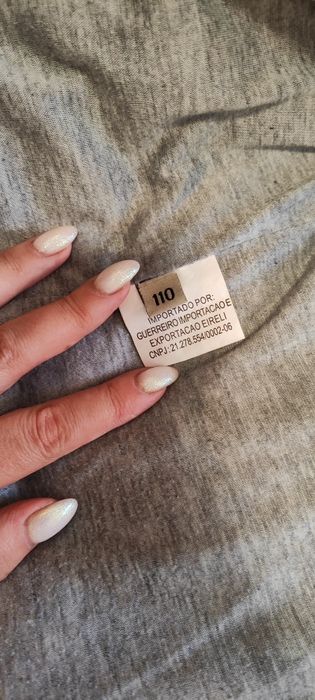 110
IMPORTADO POR:
GUERREIRO IMPORTACAO E
EXPORTACAO EIRELI
CNPJ: 21.278.554/0002-06